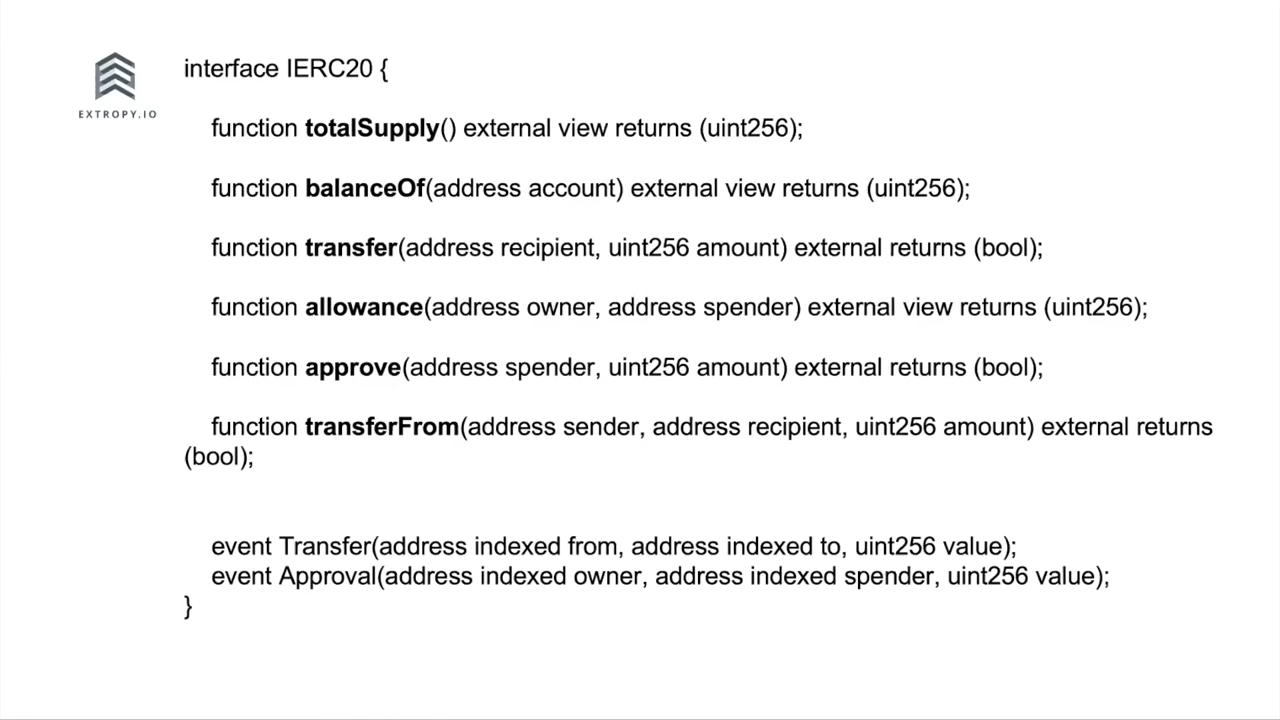 EXTROPY.IO
interface IERC20 {
function totalSupply() external view returns (uint256);
function balanceOf(address account) external view returns (uint256);
function transfer(address recipient, uint256 amount) external returns (bool);
function allowance(address owner, address spender) external view returns (uint256);
function approve(address spender, uint256 amount) external returns (bool);
function transferFrom(address sender, address recipient, uint256 amount) external returns
(bool);
event Transfer(address indexed from, address indexed to, uint256 value);
event Approval(address indexed owner, address indexed spender, uint256 value);
}